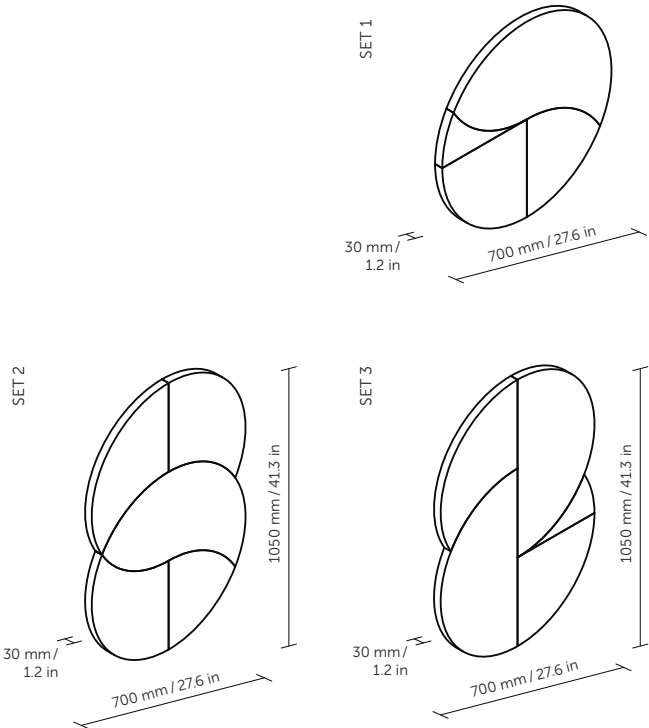 SET 1
30 mm /
1.2 in
700 mm / 27.6 in
SET 2
1050 mm / 41.3 in
30 mm /
1.2 in
700 mm / 27.6 in
SET 3
1050 mm / 41.3 in
30 mm /
1.2 in
700 mm / 27.6 in